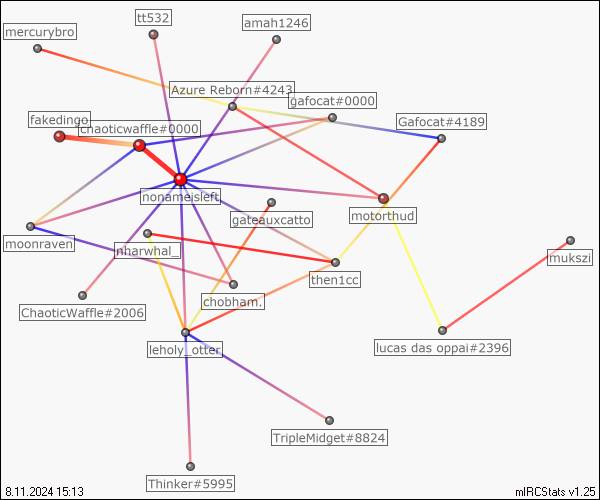 tt532
amah1246
mercurybro
Azure Reborn#4243
gafocat#0000
fakedingo
chaoticwaffle#0000
Gafocat#4189
nonameisleft
gateauxcatto
motorthud
moonraven
nharwhal_
mukszi
then1cc
chobham.
ChaoticWaffle#2006
leholy_otter
lucas das oppai#2396
TripleMidget#8824
Thinker#5995
8.11.2024 15:13
mIRCStats v1.25